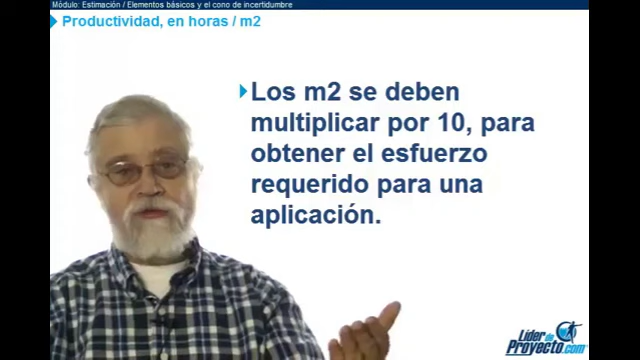 Módulo: Estimación / Elementos básicos y el cono de incertidumbre
Productividad, en horas / m2
Los m2 se deben
multiplicar por 10, para
obtener el esfuerzo
requerido para una
aplicación.
Líder de
Proyecto.com